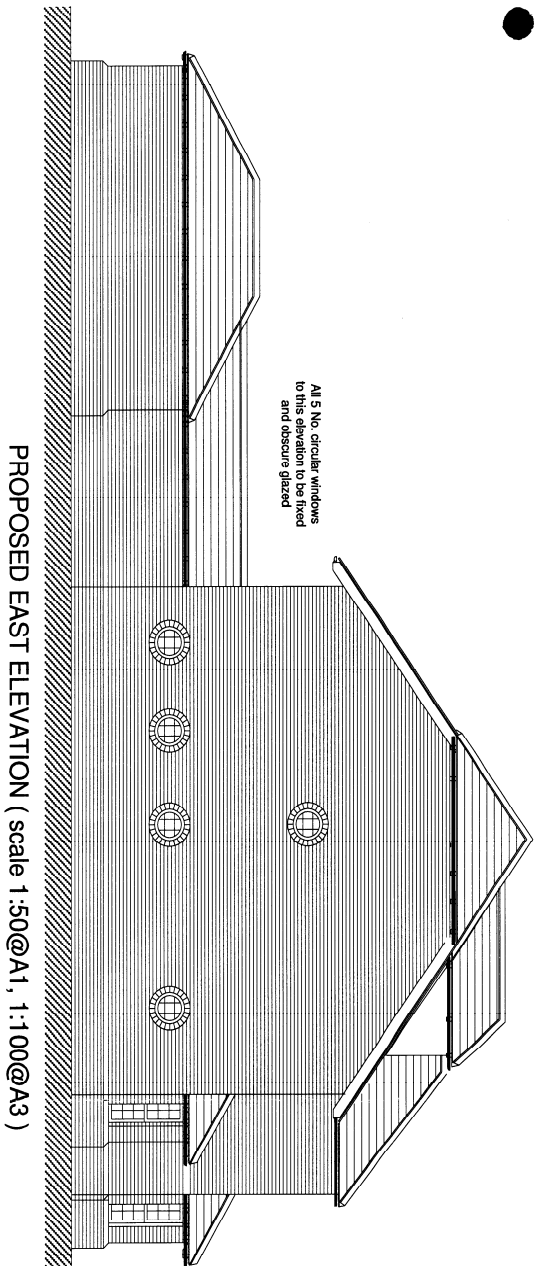 All 5 No. circular windows
to this elevation to be fixed
and obscure glazed
PROPOSED EAST ELEVATION ( scale 1:50@A1, 1:100@A3 )